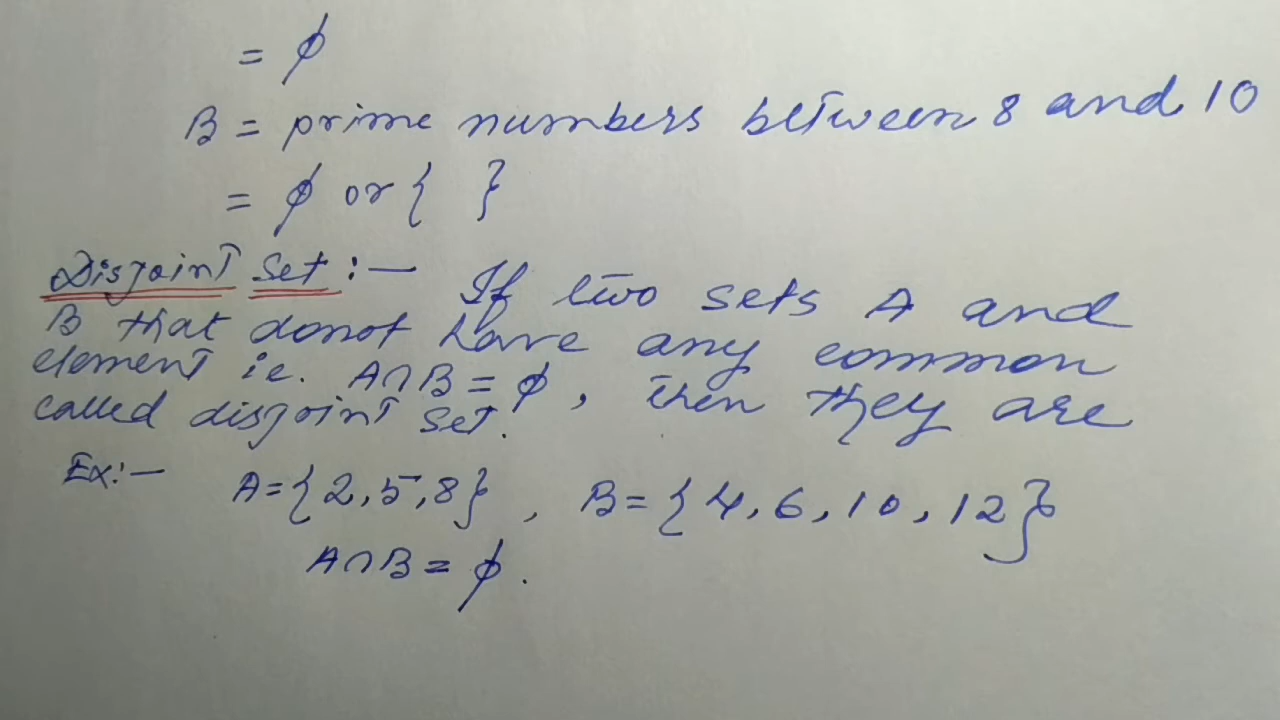 = ϕ
B = prime numbers between 8 and 10
= ϕ or { }
Disjoint Set :— If two sets A and
B that donot have any common
element ie. A∩B = ϕ, then they are
called disjoint set.
Ex:— A={2,5,8}, B={4,6,10,12}
A∩B = ϕ.